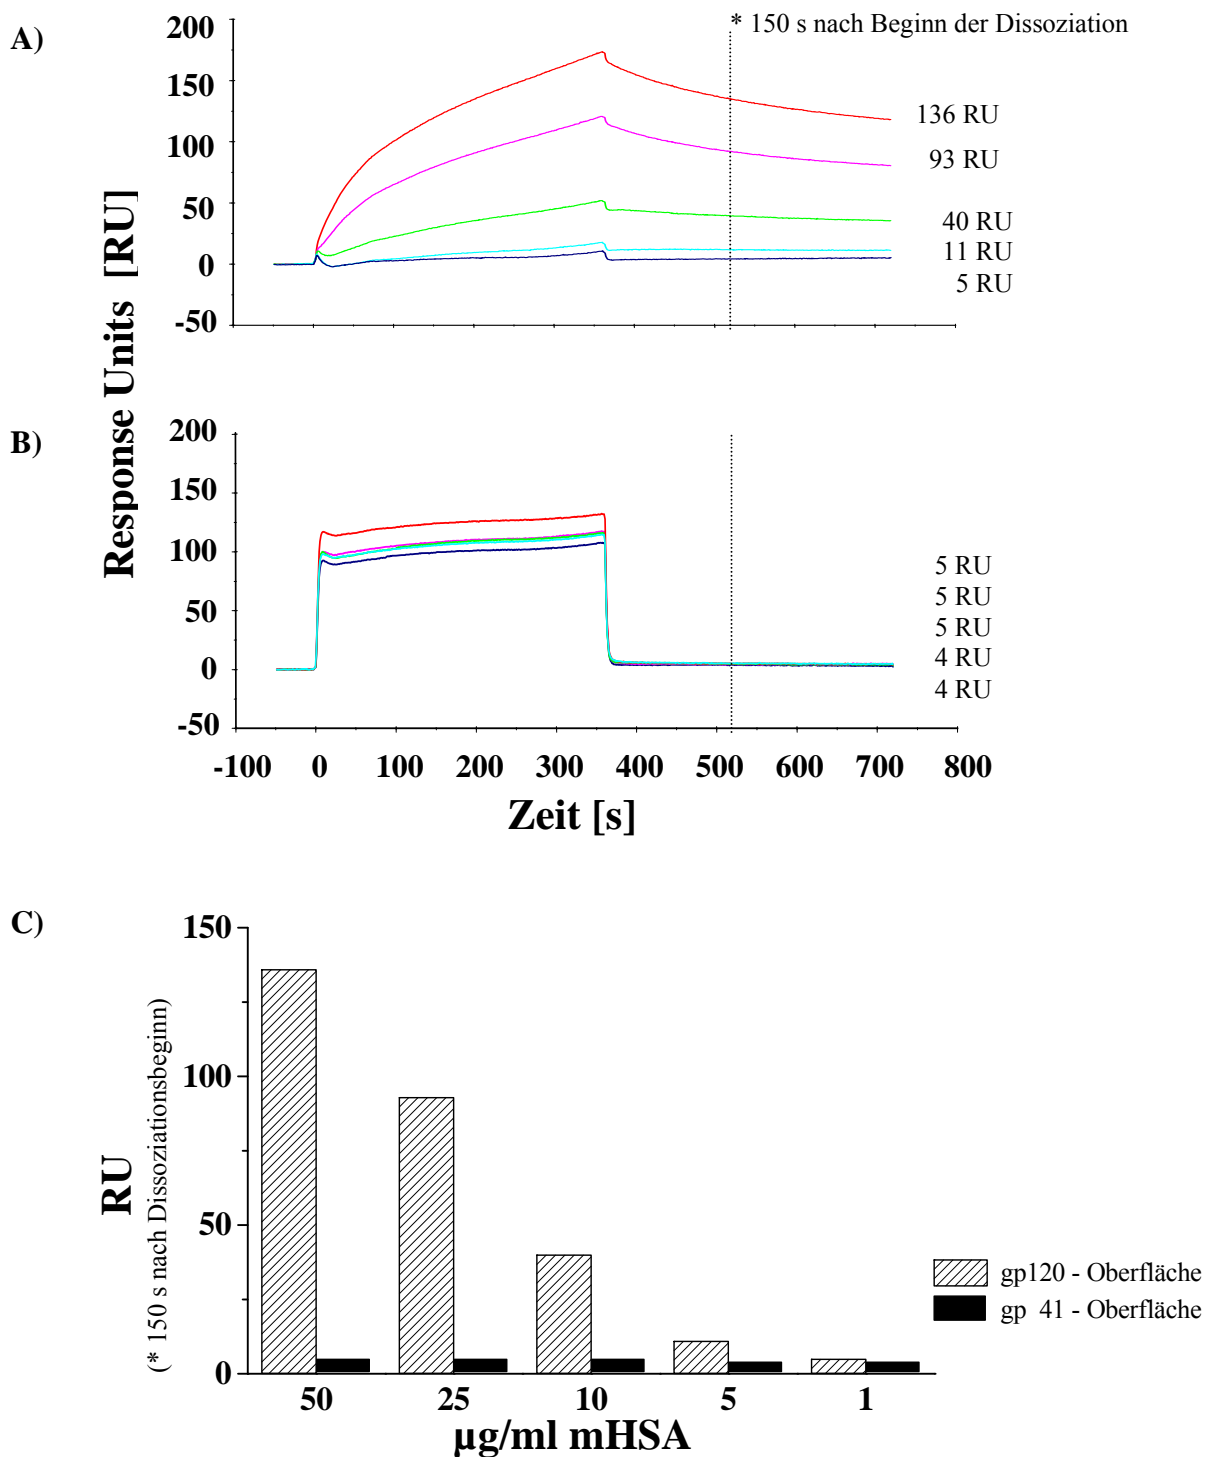 A)
* 150 s nach Beginn der Dissoziation
200
150
100
50
0
-50
136 RU
93 RU
40 RU
11 RU
5 RU
Response Units [RU]
B)
200
150
100
50
0
-50
5 RU
5 RU
5 RU
4 RU
4 RU
-100 0 100 200 300 400 500 600 700 800
Zeit [s]
C)
150
100
50
0
RU
(* 150 s nach Dissoziationsbeginn)
gp120 - Oberfläche
gp 41 - Oberfläche
50 25 10 5 1
µg/ml mHSA